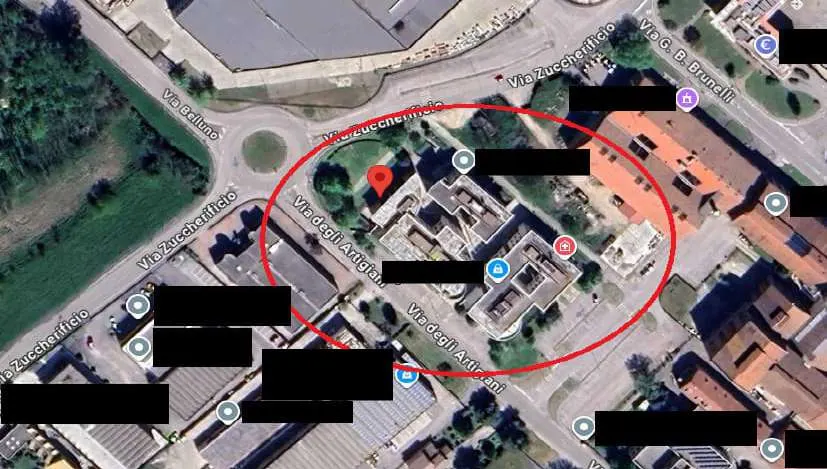 Via Zuccherificio
Via G. B. Brunelli
€
Via Belluno
Via Zuccherificio
Via Zuccherificio
Via degli Artigiani
Via degli Artigiani
Via Zuccherificio